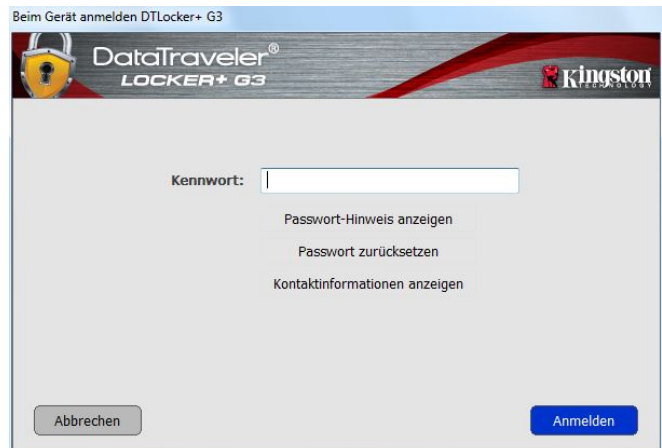 Beim Gerät anmelden DTLocker+ G3
DataTraveler®
LOCKER+ G3
Kingston
TECHNOLOGY
Kennwort:
Passwort-Hinweis anzeigen
Passwort zurücksetzen
Kontaktinformationen anzeigen
Abbrechen
Anmelden